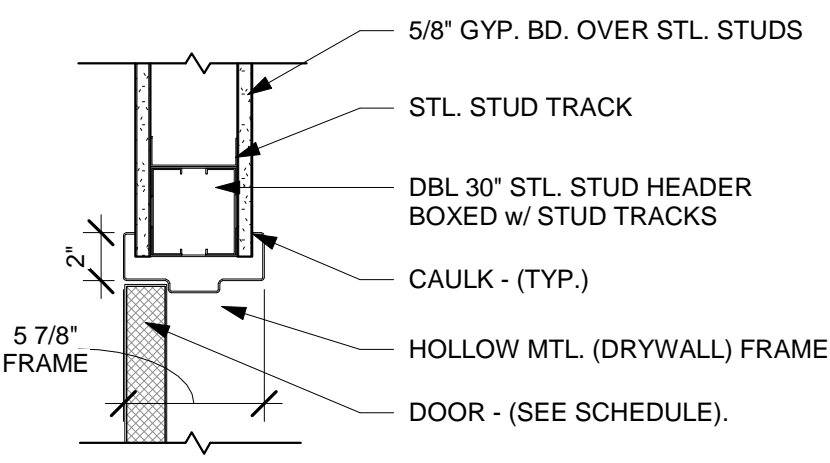 5/8" GYP. BD. OVER STL. STUDS
STL. STUD TRACK
DBL 30" STL. STUD HEADER
BOXED w/ STUD TRACKS
2"
CAULK - (TYP.)
5 7/8"
FRAME
HOLLOW MTL. (DRYWALL) FRAME
DOOR - (SEE SCHEDULE).